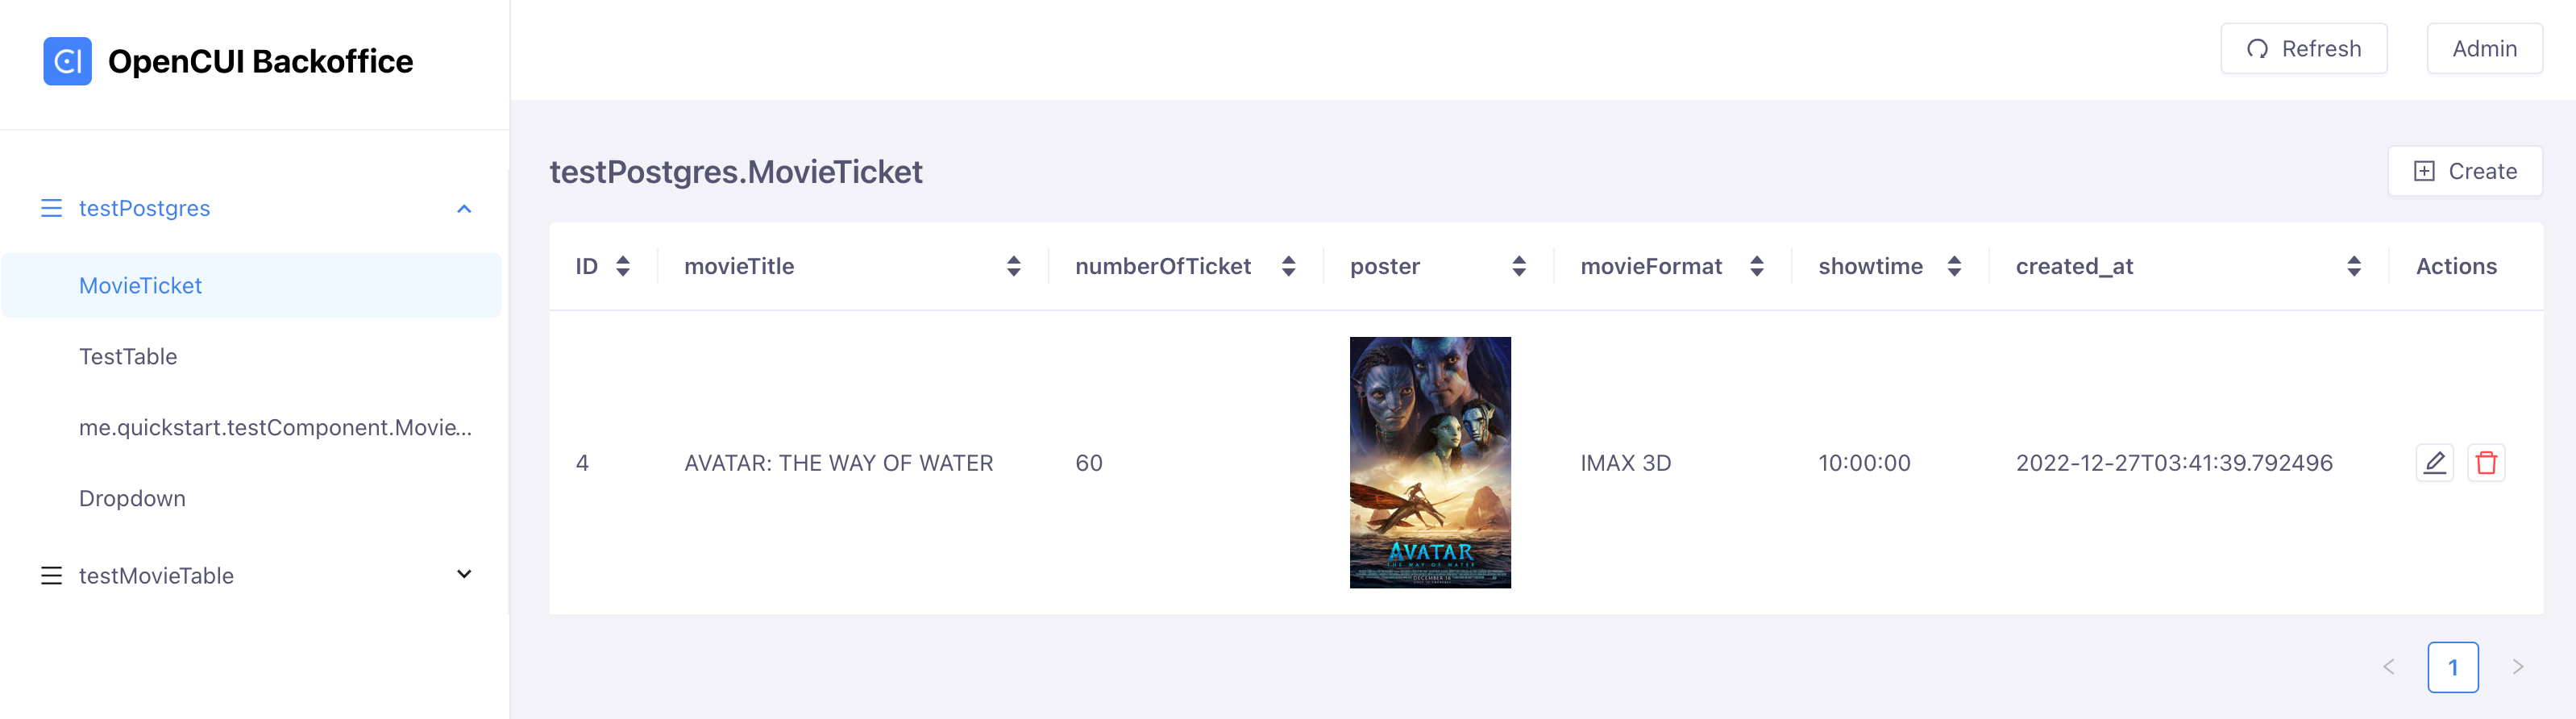 OpenCUI Backoffice
Refresh
Admin
testPostgres
MovieTicket
TestTable
me.quickstart.testComponent.Movie...
Dropdown
testMovieTable
testPostgres.MovieTicket
Create
ID movieTitle numberOfTicket poster movieFormat showtime created_at Actions
4 AVATAR: THE WAY OF WATER 60 IMAX 3D 10:00:00 2022-12-27T03:41:39.792496
AVATAR
THE WAY OF WATER
DECEMBER 16
1